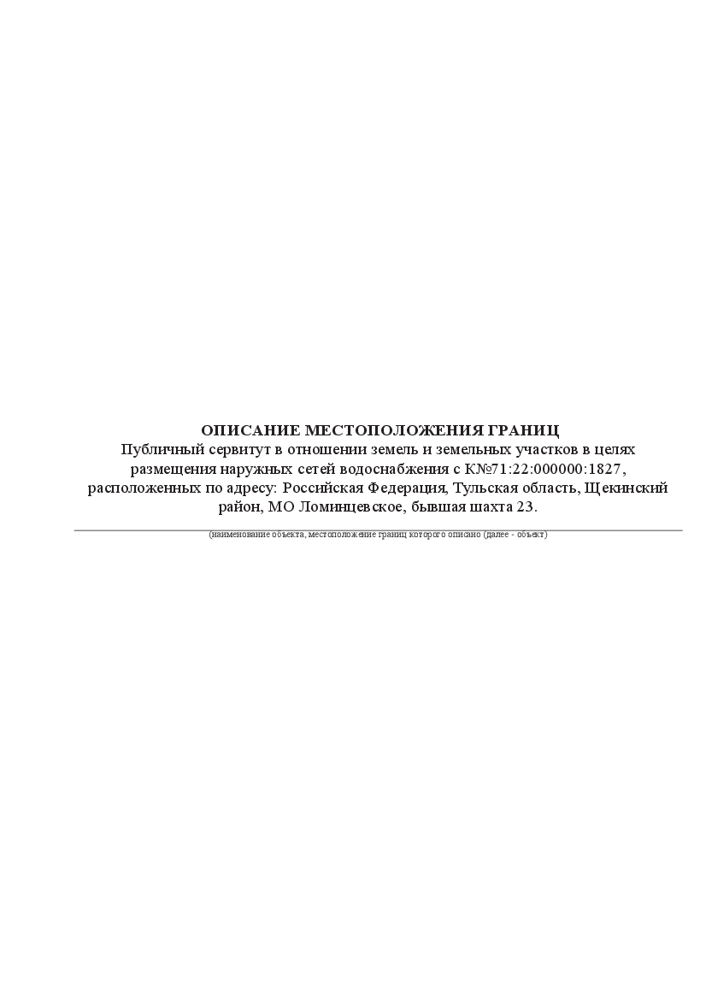 ОПИСАНИЕ МЕСТОПОЛОЖЕНИЯ ГРАНИЦ
Публичный сервитут в отношении земель и земельных участков в целях
размещения наружных сетей водоснабжения с К№71:22:000000:1827,
расположенных по адресу: Российская Федерация, Тульская область, Щекинский
район, МО Ломинцевское, бывшая шахта 23.
(наименование объекта, местоположение границ которого описано (далее - объект)